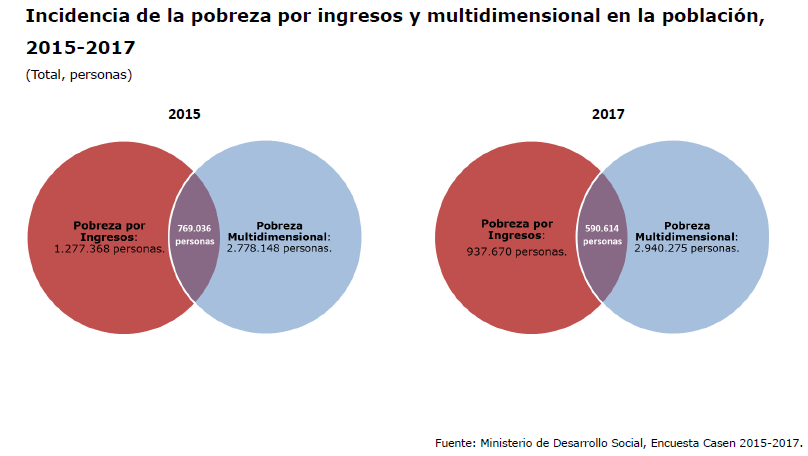 Incidencia de la pobreza por ingresos y multidimensional en la población,
2015-2017
(Total, personas)
2015
Pobreza por
Ingresos:
1.277.368 personas.
769.036
personas
Pobreza
Multidimensional:
2.778.148 personas.
2017
Pobreza por
Ingresos:
937.670 personas.
590.614
personas
Pobreza
Multidimensional:
2.940.275 personas.
Fuente: Ministerio de Desarrollo Social, Encuesta Casen 2015-2017.